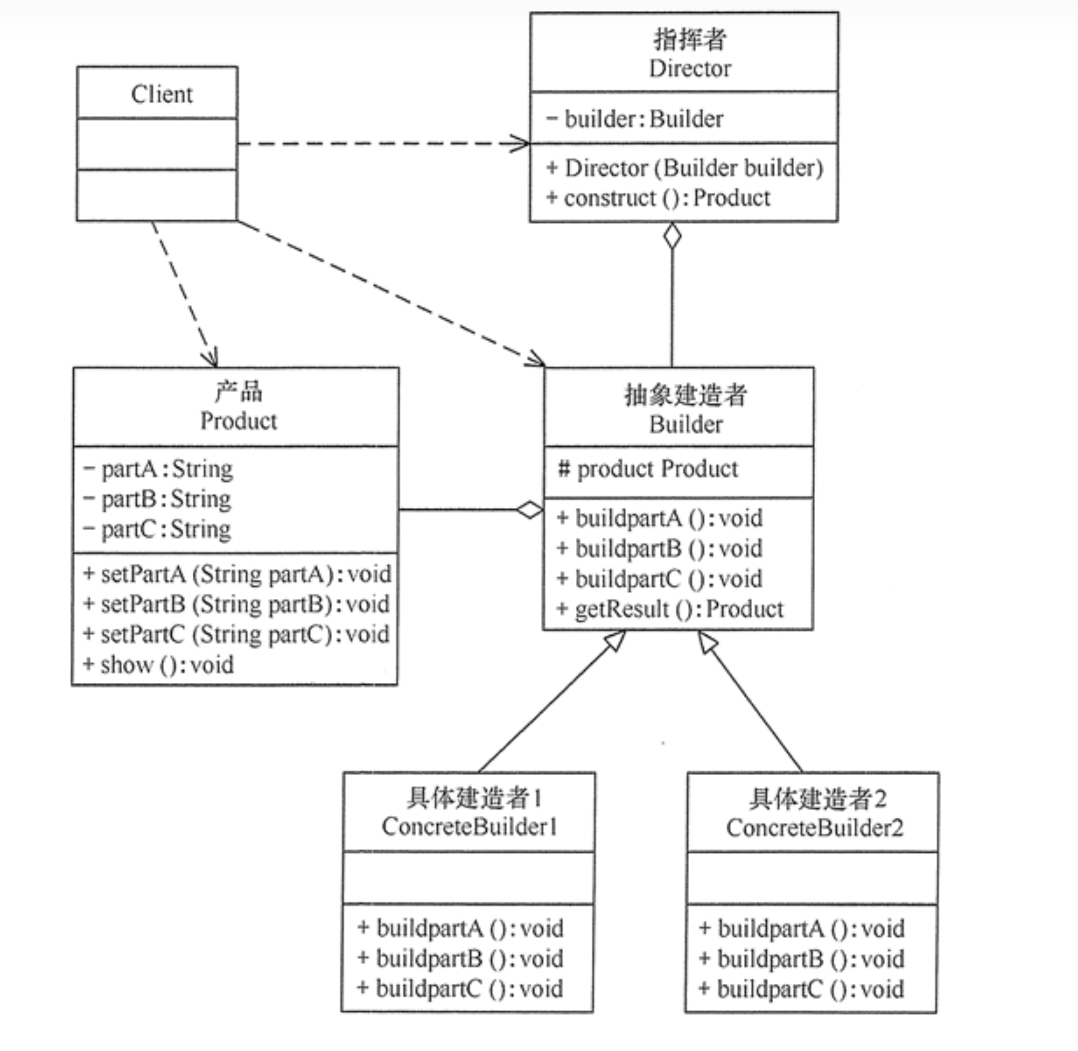 Client
指挥者
Director
- builder:Builder
+ Director (Builder builder)
+ construct ():Product
产品
Product
- partA:String
- partB:String
- partC:String
+ setPartA (String partA):void
+ setPartB (String partB):void
+ setPartC (String partC):void
+ show ():void
抽象建造者
Builder
# product Product
+ buildpartA ():void
+ buildpartB ():void
+ buildpartC ():void
+ getResult ():Product
具体建造者1
ConcreteBuilder1
+ buildpartA ():void
+ buildpartB ():void
+ buildpartC ():void
具体建造者2
ConcreteBuilder2
+ buildpartA ():void
+ buildpartB ():void
+ buildpartC ():void